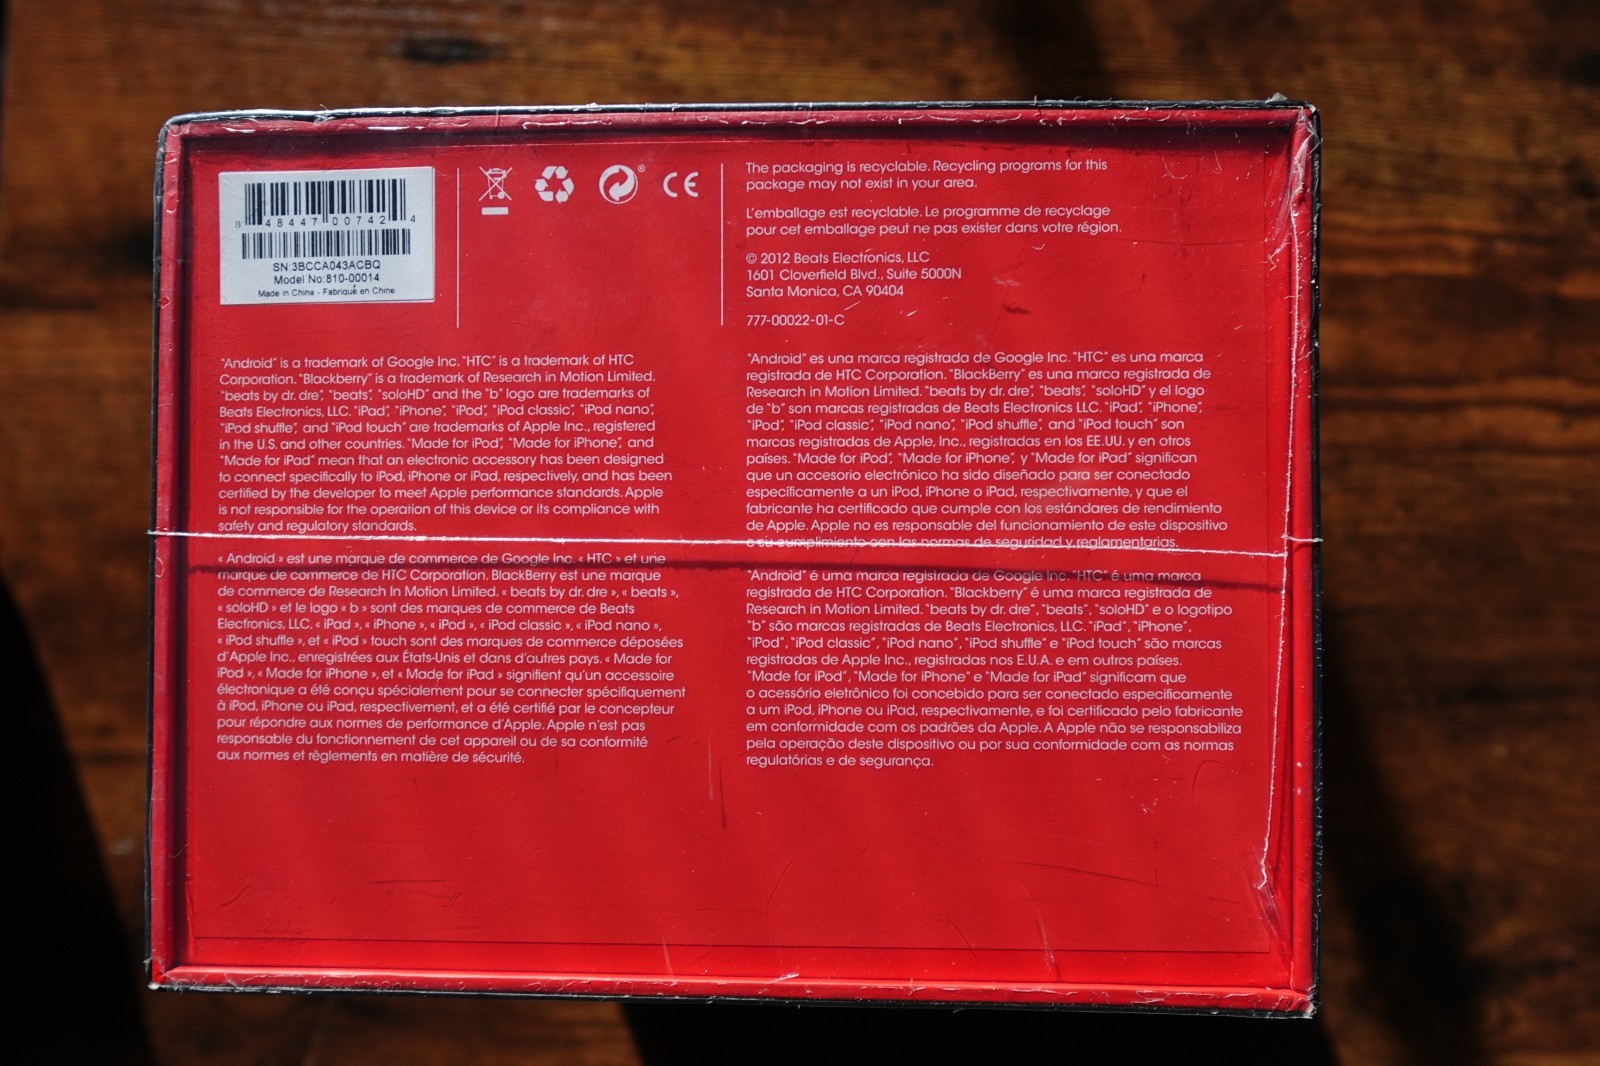 8 48447 00742 4
SN:3BCCA043ACBQ
Model No:810-00014
Made in China - Fabriqué en Chine
®
CE
The packaging is recyclable. Recycling programs for this
package may not exist in your area.
L'emballage est recyclable. Le programme de recyclage
pour cet emballage peut ne pas exister dans votre région.
© 2012 Beats Electronics, LLC
1601 Cloverfield Blvd., Suite 5000N
Santa Monica, CA 90404
777-00022-01-C
"Android" is a trademark of Google Inc. "HTC" is a trademark of HTC
Corporation. "Blackberry" is a trademark of Research in Motion Limited.
"beats by dr. dre", "beats", "soloHD" and the "b" logo are trademarks of
Beats Electronics, LLC. "iPad", "iPhone", "iPod", "iPod classic", "iPod nano",
"iPod shuffle", and "iPod touch" are trademarks of Apple Inc., registered
in the U.S. and other countries. "Made for iPod", "Made for iPhone", and
"Made for iPad" mean that an electronic accessory has been designed
to connect specifically to iPod, iPhone or iPad, respectively, and has been
certified by the developer to meet Apple performance standards. Apple
is not responsible for the operation of this device or its compliance with
safety and regulatory standards.
« Android » est une marque de commerce de Google Inc. « HTC » et une
marque de commerce de HTC Corporation. BlackBerry est une marque
de commerce de Research In Motion Limited. « beats by dr. dre », « beats »,
« soloHD » et le logo « b » sont des marques de commerce de Beats
Electronics, LLC. « iPad », « iPhone », « iPod », « iPod classic », « iPod nano »,
« iPod shuffle », et « iPod » touch sont des marques de commerce déposées
d'Apple Inc., enregistrées aux États-Unis et dans d'autres pays. « Made for
iPod », « Made for iPhone », et « Made for iPad » signifient qu'un accessoire
électronique a été conçu spécialement pour se connecter spécifiquement
à iPod, iPhone ou iPad, respectivement, et a été certifié par le concepteur
pour répondre aux normes de performance d'Apple. Apple n'est pas
responsable du fonctionnement de cet appareil ou de sa conformité
aux normes et règlements en matière de sécurité.
"Android" es una marca registrada de Google Inc. "HTC" es una marca
registrada de HTC Corporation. "BlackBerry" es una marca registrada de
Research in Motion Limited. "beats by dr. dre", "beats", "soloHD" y el logo
de "b" son marcas registradas de Beats Electronics LLC. "iPad", "iPhone",
"iPod", "iPod classic", "iPod nano", "iPod shuffle", and "iPod touch" son
marcas registradas de Apple, Inc., registradas en los EE.UU. y en otros
países. "Made for iPod", "Made for iPhone", y "Made for iPad" significan
que un accesorio electrónico ha sido diseñado para ser conectado
específicamente a un iPod, iPhone o iPad, respectivamente, y que el
fabricante ha certificado que cumple con los estándares de rendimiento
de Apple. Apple no es responsable del funcionamiento de este dispositivo
o su cumplimiento con las normas de seguridad y reglamentarias.
"Android" é uma marca registrada de Google Inc. "HTC" é uma marca
registrada de HTC Corporation. "Blackberry" é uma marca registrada de
Research in Motion Limited. "beats by dr. dre", "beats", "soloHD" e o logotipo
"b" são marcas registradas de Beats Electronics, LLC. "iPad", "iPhone",
"iPod", "iPod classic", "iPod nano", "iPod shuffle" e "iPod touch" são marcas
registradas de Apple Inc., registradas nos E.U.A. e em outros países.
"Made for iPod", "Made for iPhone" e "Made for iPad" significam que
o acessório eletrônico foi concebido para ser conectado especificamente
a um iPod, iPhone ou iPad, respectivamente, e foi certificado pelo fabricante
em conformidade com os padrões da Apple. A Apple não se responsabiliza
pela operação deste dispositivo ou por sua conformidade com as normas
regulatórias e de segurança.